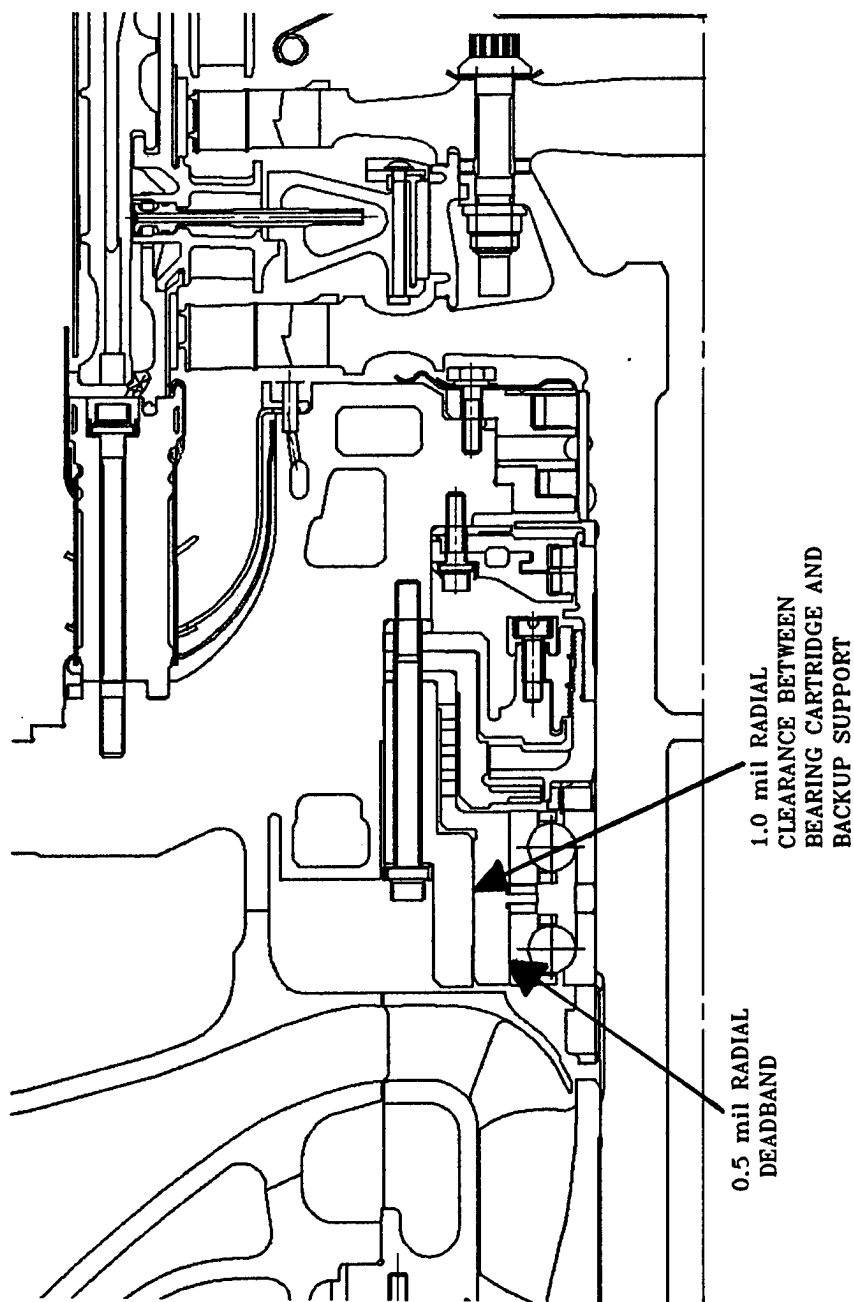 1.0 mil RADIAL
CLEARANCE BETWEEN
BEARING CARTRIDGE AND
BACKUP SUPPORT
0.5 mil RADIAL
DEADBAND